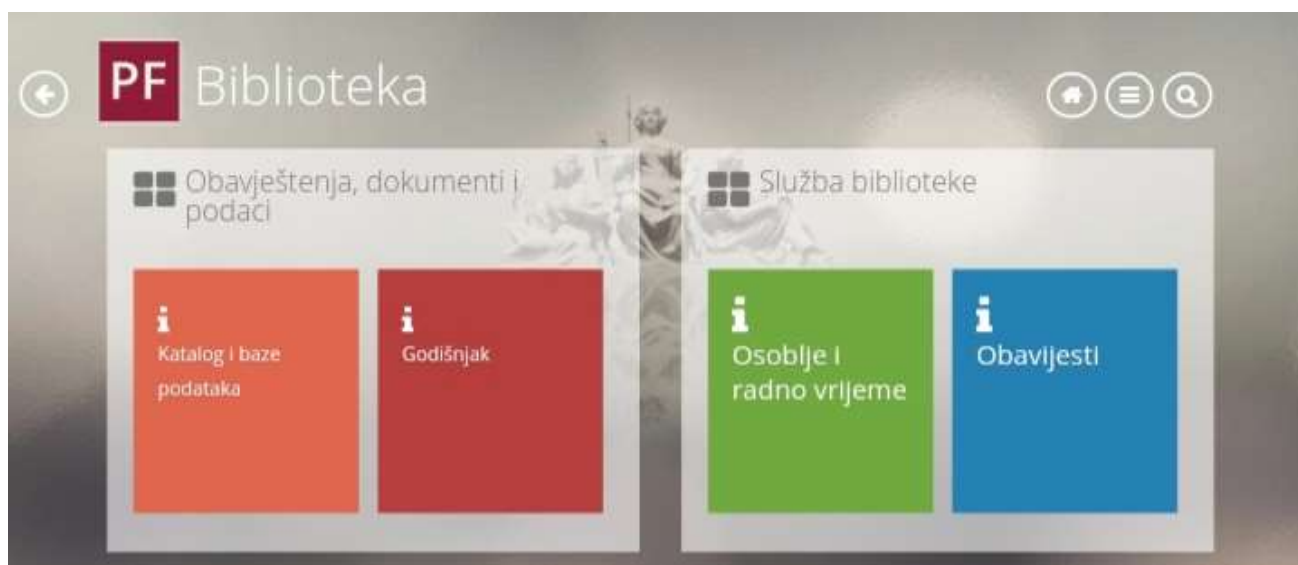 PF Biblioteka
Obavještenja, dokumenti i
podaci
Katalog i baze
podataka
Godišnjak
Služba biblioteke
Osoblje i
radno vrijeme
Obavijesti